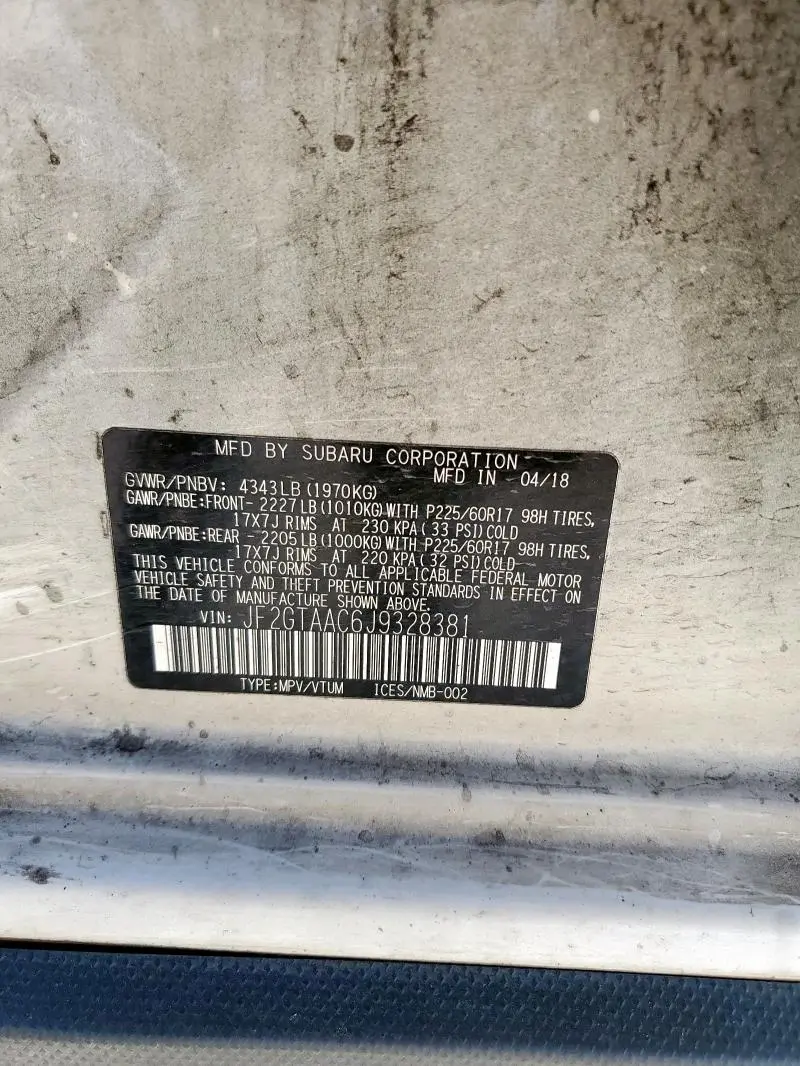 MFD BY SUBARU CORPORATION
MFD IN 04/18
GVWR/PNBV: 4343LB(1970KG)
GAWR/PNBE:FRONT- 2227LB(1010KG)WITH P225/60R17 98H TIRES,
17X7J RIMS AT 230 KPA(33 PSI)COLD
GAWR/PNBE:REAR - 2205LB(1000KG)WITH P225/60R17 98H TIRES,
17X7J RIMS AT 220 KPA(32 PSI)COLD
THIS VEHICLE CONFORMS TO ALL APPLICABLE FEDERAL MOTOR
VEHICLE SAFETY AND THEFT PREVENTION STANDARDS IN EFFECT ON
THE DATE OF MANUFACTURE SHOWN ABOVE.
VIN: JF2GTAAC6J9328381
TYPE:MPV/VTUM ICES/NMB-002